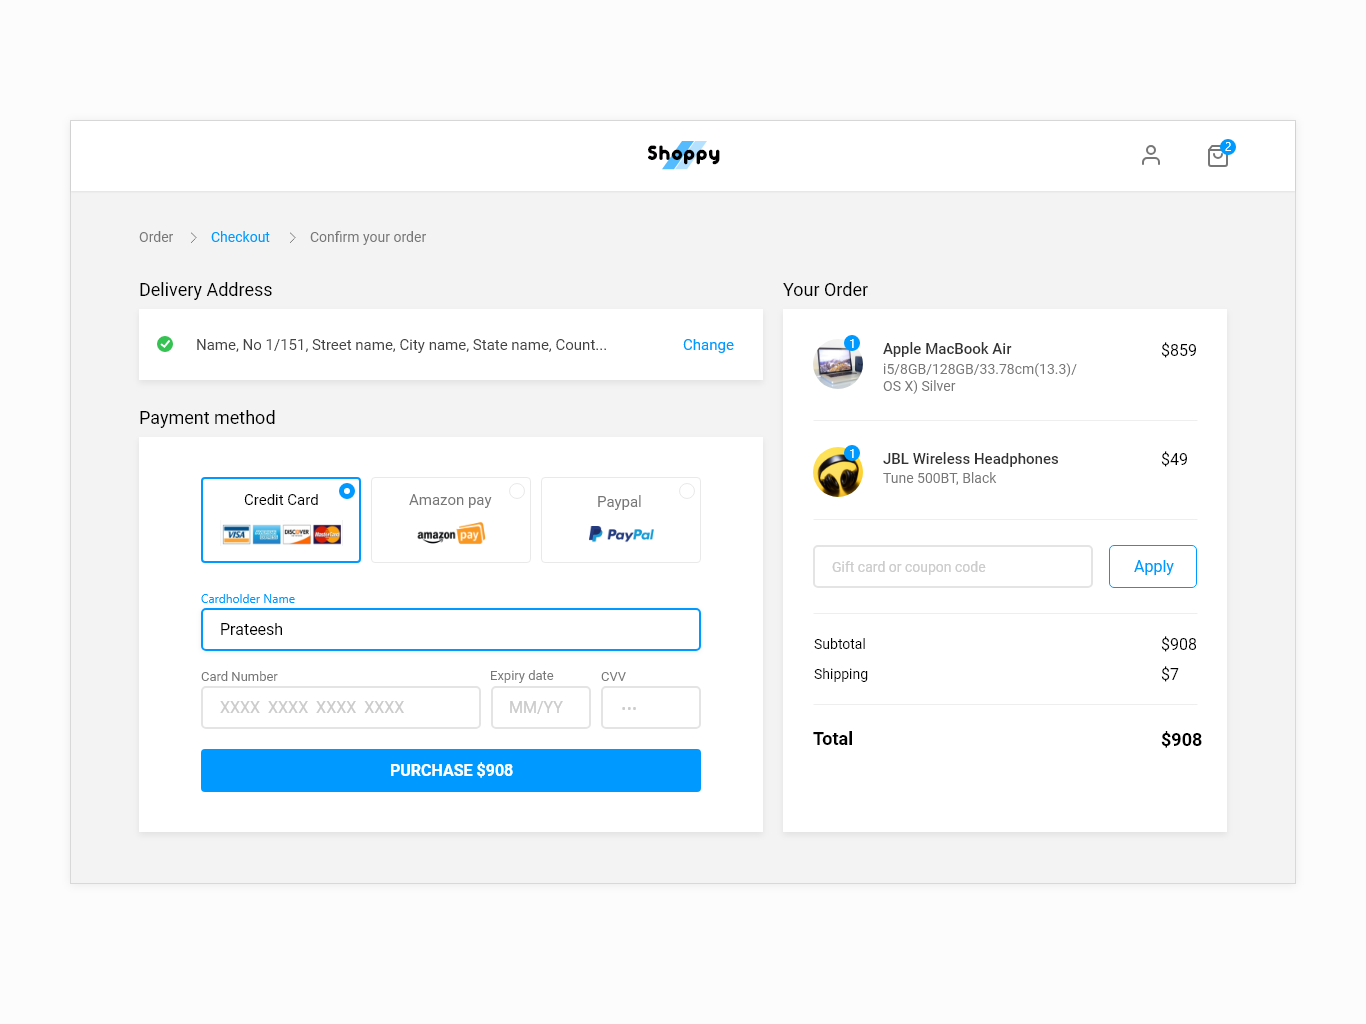 Shoppy
2
Order
Checkout
Confirm your order
Delivery Address
Name, No 1/151, Street name, City name, State name, Count...
Change
Payment method
Credit Card
VISA
AMERICAN EXPRESS
DISCOVER
MasterCard
Amazon pay
amazon pay
Paypal
PayPal
Cardholder Name
Prateesh
Card Number
Expiry date
CVV
XXXX XXXX XXXX XXXX
MM/YY
...
PURCHASE $908
Your Order
1
Apple MacBook Air
$859
i5/8GB/128GB/33.78cm(13.3)/
OS X) Silver
1
JBL Wireless Headphones
$49
Tune 500BT, Black
Gift card or coupon code
Apply
Subtotal
$908
Shipping
$7
Total
$908